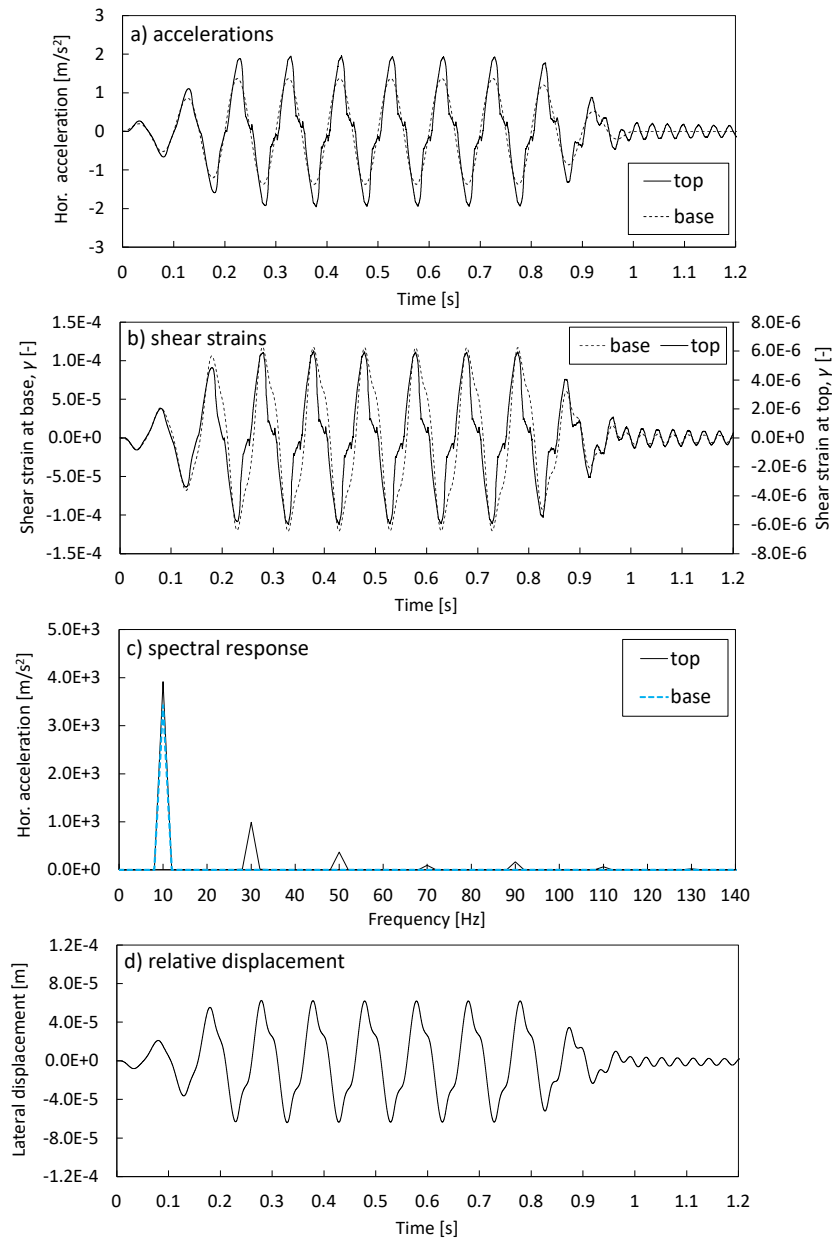 a) accelerations
Hor. acceleration [m/s²]
3
2
1
0
-1
-2
-3
top
base
0 0.1 0.2 0.3 0.4 0.5 0.6 0.7 0.8 0.9 1 1.1 1.2
Time [s]
b) shear strains
Shear strain at base, γ [-]
1.5E-4
1.0E-4
5.0E-5
0.0E+0
-5.0E-5
-1.0E-4
-1.5E-4
base top
8.0E-6
6.0E-6
4.0E-6
2.0E-6
0.0E+0
-2.0E-6
-4.0E-6
-6.0E-6
-8.0E-6
Shear strain at top, γ [-]
0 0.1 0.2 0.3 0.4 0.5 0.6 0.7 0.8 0.9 1 1.1 1.2
Time [s]
c) spectral response
Hor. acceleration [m/s²]
5.0E+3
4.0E+3
3.0E+3
2.0E+3
1.0E+3
0.0E+0
top
base
0 10 20 30 40 50 60 70 80 90 100 110 120 130 140
Frequency [Hz]
d) relative displacement
Lateral displacement [m]
1.2E-4
8.0E-5
4.0E-5
0.0E+0
-4.0E-5
-8.0E-5
-1.2E-4
0 0.1 0.2 0.3 0.4 0.5 0.6 0.7 0.8 0.9 1 1.1 1.2
Time [s]